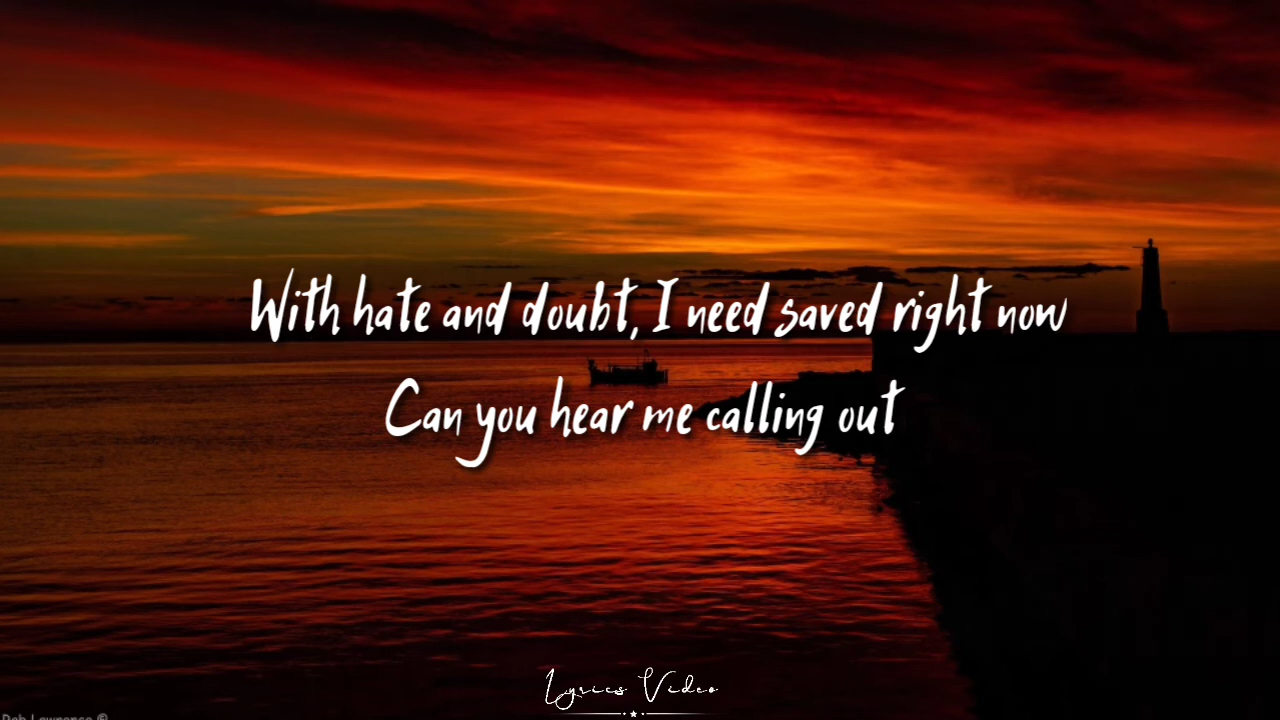 With hate and doubt, I need saved right now
Can you hear me calling out
Lyrics Video